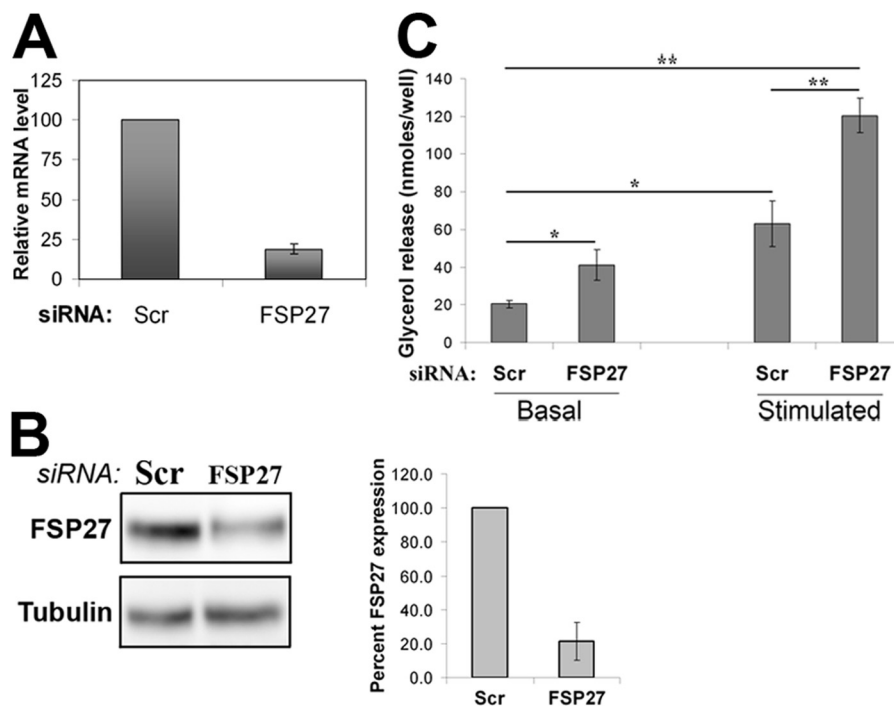 A
Relative mRNA level
125
100
75
50
25
0
siRNA: Scr FSP27
B
siRNA: Scr FSP27
FSP27
Tubulin
Percent FSP27 expression
120.0
100.0
80.0
60.0
40.0
20.0
0.0
Scr FSP27
C
Glycerol release (nmoles/well)
140
120
100
80
60
40
20
0
**
**
*
*
siRNA: Scr FSP27 Scr FSP27
Basal Stimulated